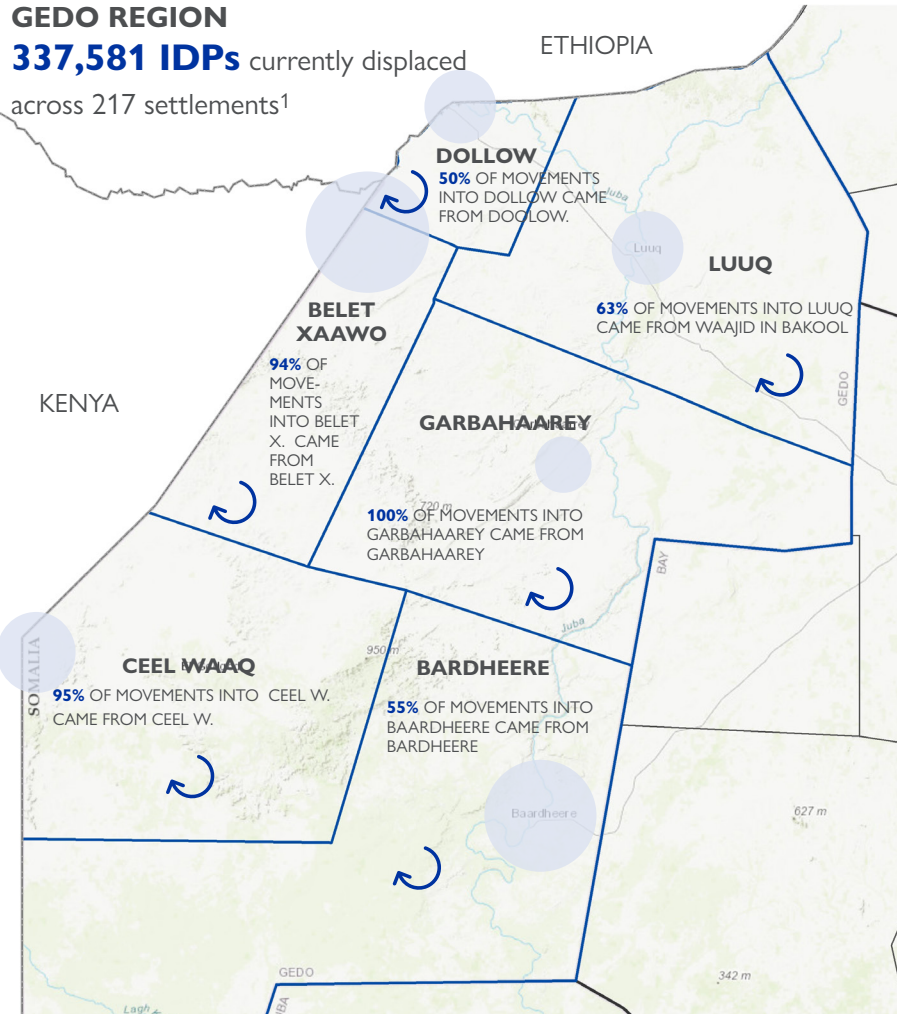 GEDO REGION
337,581 IDPs currently displaced
across 217 settlements¹
ETHIOPIA
DOLLOW
50% OF MOVEMENTS
INTO DOLLOW CAME
FROM DOOLOW.
Juba
Luuq
LUUQ
63% OF MOVEMENTS INTO LUUQ
CAME FROM WAAJID IN BAKOOL
GEDO
BELET
XAAWO
94% OF
MOVE-
MENTS
INTO BELET
X. CAME
FROM
BELET X.
KENYA
GARBAHAAREY
720 m
100% OF MOVEMENTS INTO
GARBAHAAREY CAME FROM
GARBAHAAREY
BAY
Juba
950 m
SOMALIA
CEEL WAAQ
95% OF MOVEMENTS INTO CEEL W.
CAME FROM CEEL W.
BARDHEERE
55% OF MOVEMENTS INTO
BAARDHEERE CAME FROM
BARDHEERE
Baardheere
627 m
GEDO
342 m
Lagh